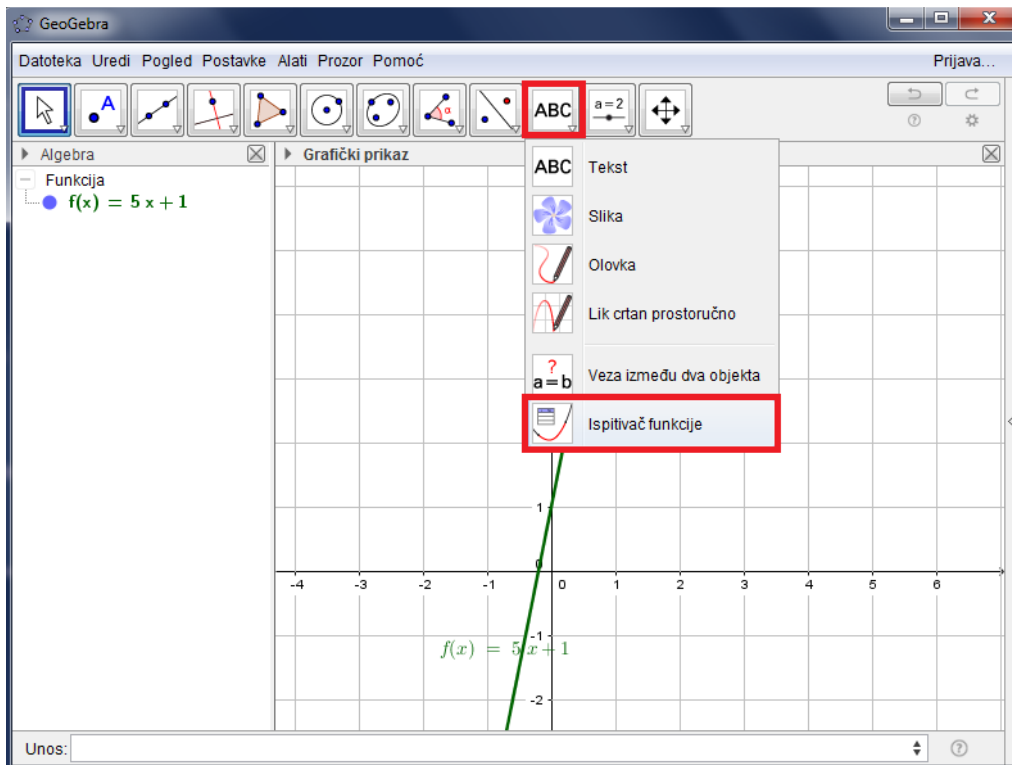 GeoGebra
Datoteka Uredi Pogled Postavke Alati Prozor Pomoć Prijava...
A α ABC a=2
Algebra Grafički prikaz
Funkcija
f(x) = 5 x + 1
ABC Tekst
Slika
Olovka
Lik crtan prostoručno
? a=b Veza između dva objekta
Ispitivač funkcije
1
0
-4 -3 -2 -1 0 1 2 3 4 5 6
-1
f(x) = 5 x + 1
-2
Unos: